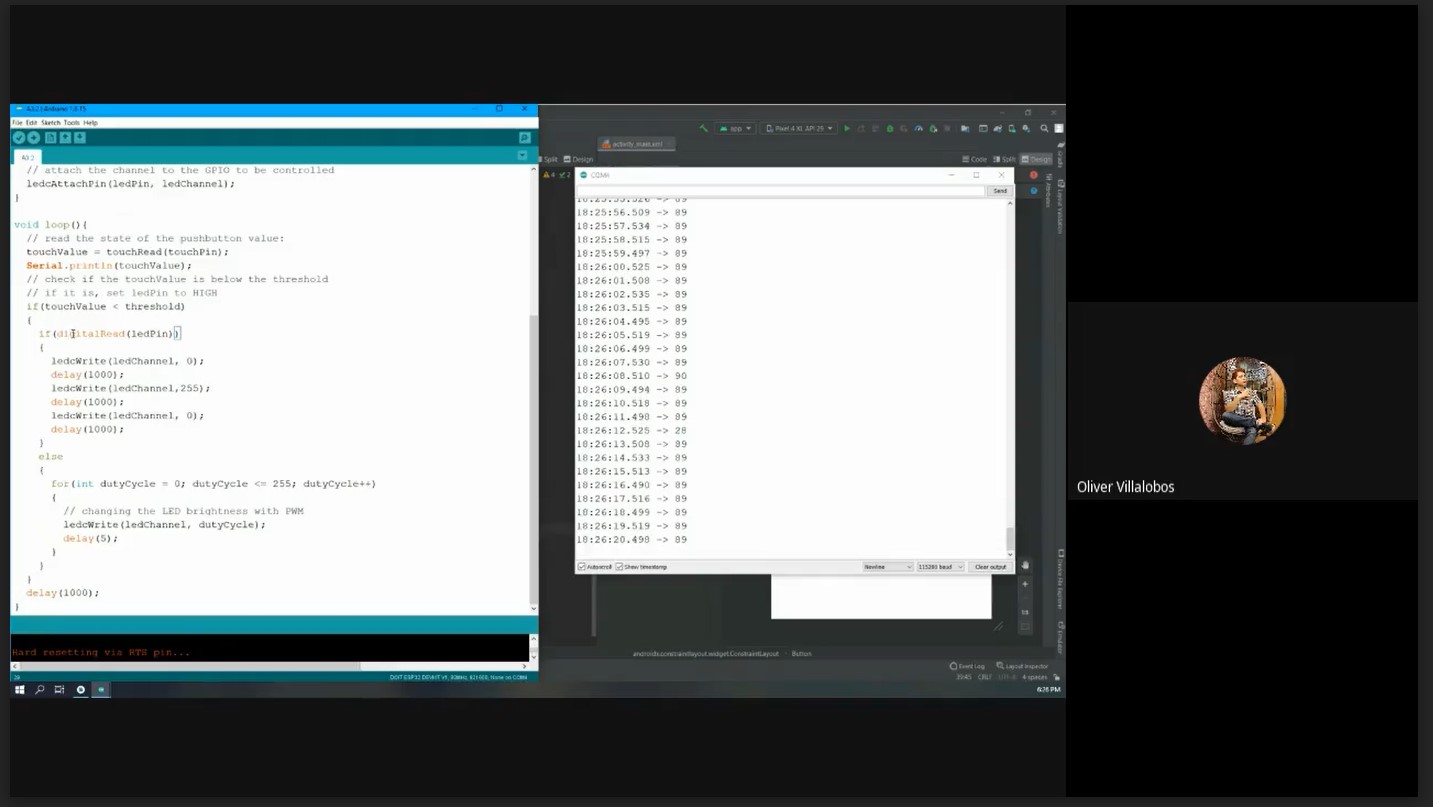 A3.2 | Arduino 1.8.15
File Edit Sketch Tools Help
A3.2
// attach the channel to the GPIO to be controlled
ledcAttachPin(ledPin, ledChannel);
}
void loop(){
// read the state of the pushbutton value:
touchValue = touchRead(touchPin);
Serial.println(touchValue);
// check if the touchValue is below the threshold
// if it is, set ledPin to HIGH
if(touchValue < threshold)
{
if(digitalRead(ledPin))
{
ledcWrite(ledChannel, 0);
delay(1000);
ledcWrite(ledChannel,255);
delay(1000);
ledcWrite(ledChannel, 0);
delay(1000);
}
else
{
for(int dutyCycle = 0; dutyCycle <= 255; dutyCycle++)
{
// changing the LED brightness with PWM
ledcWrite(ledChannel, dutyCycle);
delay(5);
}
}
}
delay(1000);
}
Hard resetting via RTS pin...
app
Pixel 4 XL API 29
activity_main.xml
Split Design
Code Split Design
4 2
COM4
Send
18:25:55.526 -> 89
18:25:56.509 -> 89
18:25:57.534 -> 89
18:25:58.515 -> 89
18:25:59.497 -> 89
18:26:00.525 -> 89
18:26:01.508 -> 89
18:26:02.535 -> 89
18:26:03.515 -> 89
18:26:04.495 -> 89
18:26:05.519 -> 89
18:26:06.499 -> 89
18:26:07.530 -> 89
18:26:08.510 -> 90
18:26:09.494 -> 89
18:26:10.518 -> 89
18:26:11.498 -> 89
18:26:12.525 -> 28
18:26:13.508 -> 89
18:26:14.533 -> 89
18:26:15.513 -> 89
18:26:16.490 -> 89
18:26:17.516 -> 89
18:26:18.499 -> 89
18:26:19.519 -> 89
18:26:20.498 -> 89
Autoscroll Show timestamp
Newline
115200 baud
Clear output
Attributes
Layout Validation
Device File Explorer
Emulator
androidx.constraintlayout.widget.ConstraintLayout
Button
Event Log
Layout Inspector
CRLF UTF-8 4 spaces
6:26 PM
Oliver Villalobos